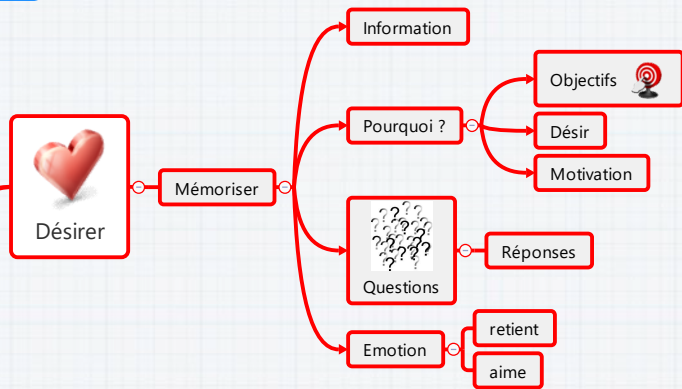 Désirer
Mémoriser
Information
Pourquoi ?
Objectifs
Désir
Motivation
Questions
Réponses
Emotion
retient
aime